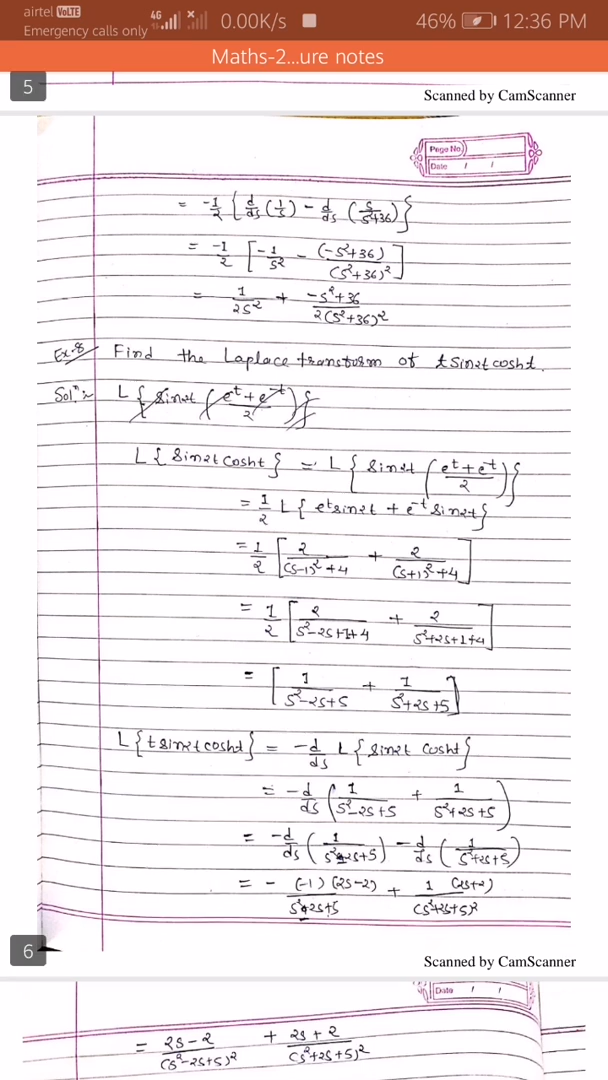 airtel VoLTE
Emergency calls only
4G
0.00K/s
46%
12:36 PM
Maths-2...ure notes
5
Scanned by CamScanner
Page No.
Date / /
= -1/2 { d/ds (1/s) - d/ds (s/s²+36) }
= -1/2 [ -1/s² - (-s²+36)/(s²+36)² ]
= 1/2s² + -s²+36/2(s²+36)²
Ex-8 Find the Laplace transform of t sin2t cosht.
Solⁿ:- L { sin2t (e^t + e^-t/2) }
L { sin2t cosht } = L { sin2t (e^t + e^-t/2) }
= 1/2 L { e^t sin2t + e^-t sin2t }
= 1/2 [ 2/(s-1)²+4 + 2/(s+1)²+4 ]
= 1/2 [ 2/s²-2s+1+4 + 2/s²+2s+1+4 ]
= [ 1/s²-2s+5 + 1/s²+2s+5 ]
L { t sin2t cosht } = -d/ds L { sin2t cosht }
= -d/ds ( 1/s²-2s+5 + 1/s²+2s+5 )
= -d/ds ( 1/s²-2s+5 ) - d/ds ( 1/s²+2s+5 )
= - (-1)(2s-2)/s²-2s+5 + 1 (2s+2)/(s²+2s+5)²
6
Scanned by CamScanner
Date / /
= 2s-2/(s²-2s+5)² + 2s+2/(s²+2s+5)²